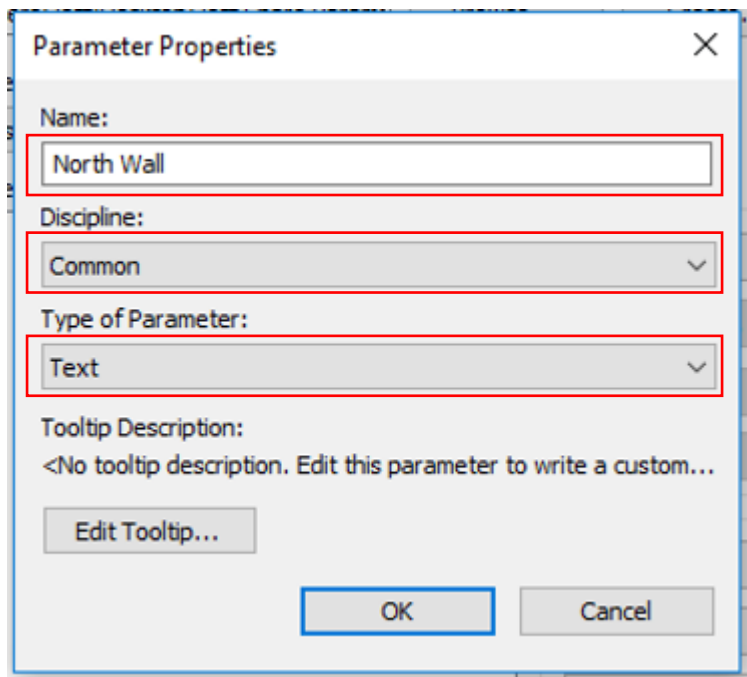 Parameter Properties
Name:
North Wall
Discipline:
Common
Type of Parameter:
Text
Tooltip Description:
<No tooltip description. Edit this parameter to write a custom...
Edit Tooltip...
OK
Cancel